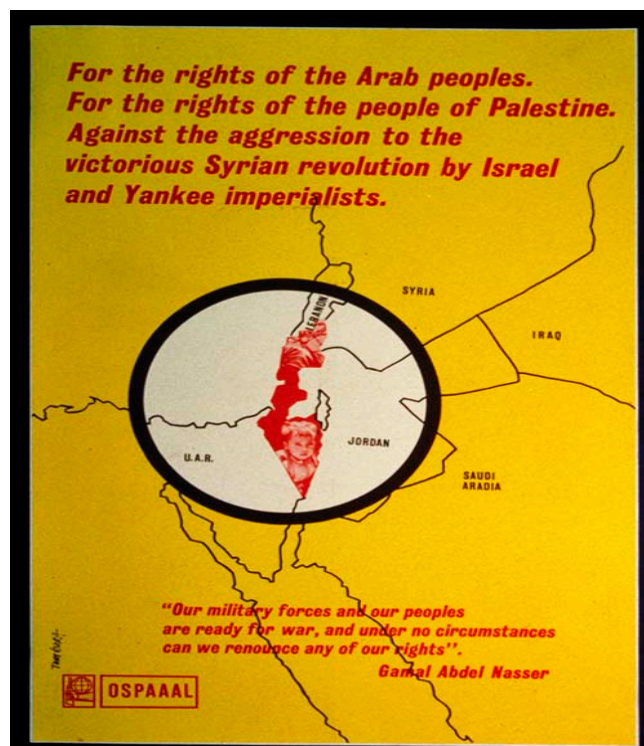 For the rights of the Arab peoples.
For the rights of the people of Palestine.
Against the aggression to the
victorious Syrian revolution by Israel
and Yankee imperialists.
SYRIA
LEBANON
IRAQ
JORDAN
U.A.R.
SAUDI
ARADIA
"Our military forces and our peoples
are ready for war, and under no circumstances
can we renounce any of our rights".
Gamal Abdel Nasser
OSPAAAL